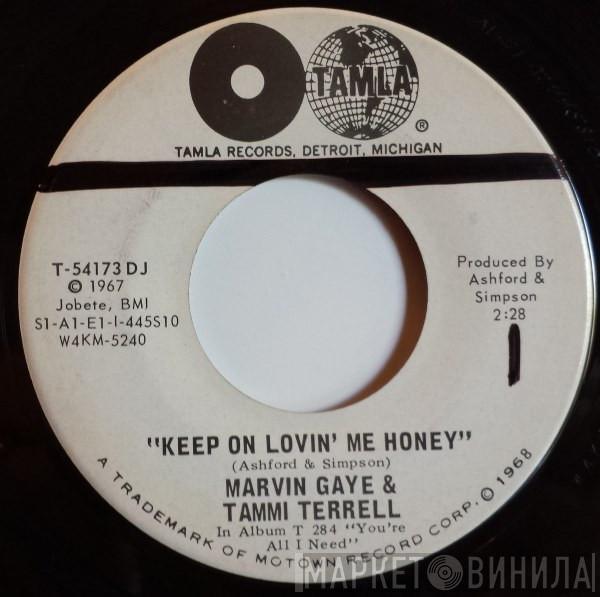 TAMLA
®
TAMLA RECORDS, DETROIT, MICHIGAN
T-54173 DJ
© 1967
Jobete, BMI
S1-A1-E1-I-445S10
W4KM-5240
Produced By
Ashford &
Simpson
2:28
1
"KEEP ON LOVIN' ME HONEY"
(Ashford & Simpson)
MARVIN GAYE &
TAMMI TERRELL
In Album T 284 "You're
All I Need"
A TRADEMARK OF MOTOWN RECORD CORP. © 1968
МАРКЕТ ВИНИЛА